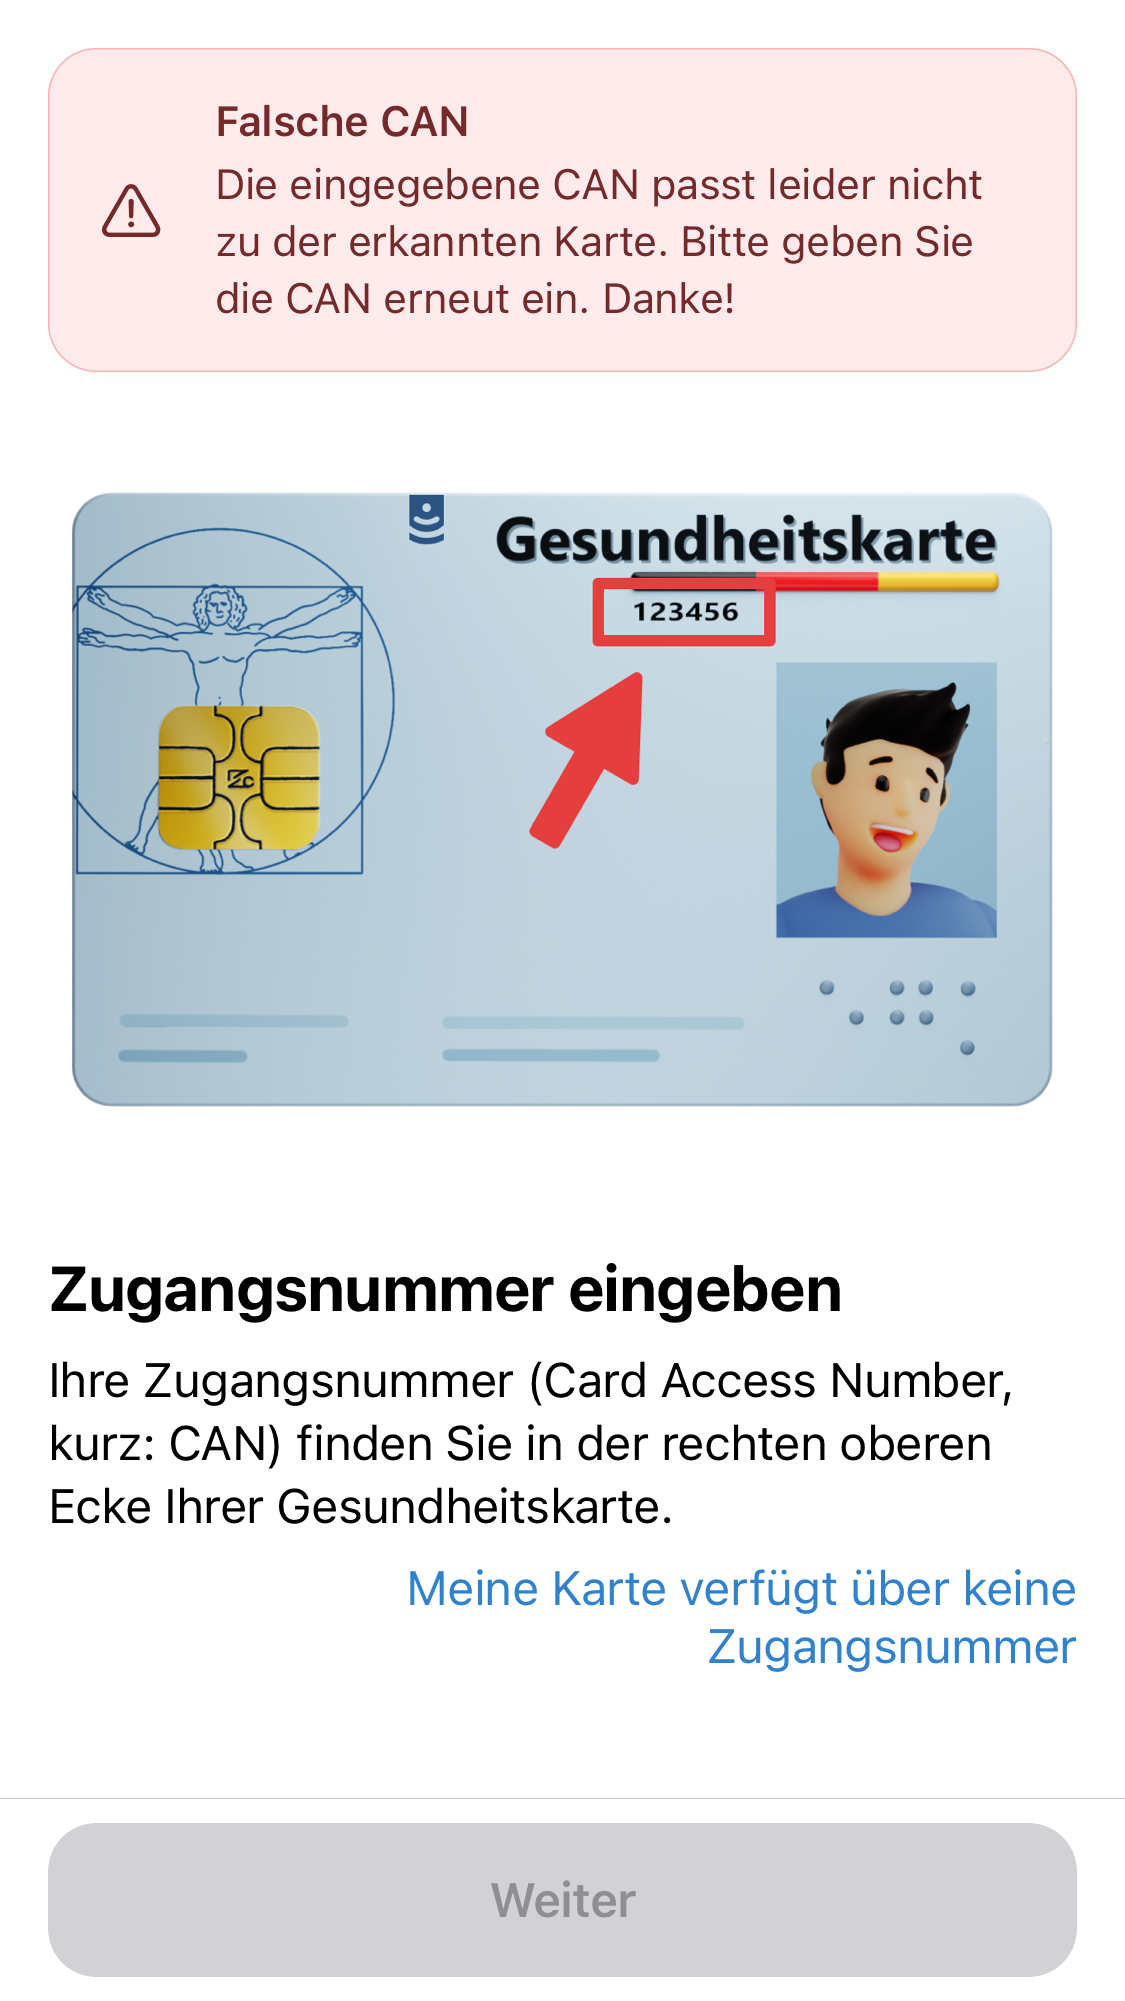 Falsche CAN
Die eingegebene CAN passt leider nicht
zu der erkannten Karte. Bitte geben Sie
die CAN erneut ein. Danke!
Gesundheitskarte
123456
Zugangsnummer eingeben
Ihre Zugangsnummer (Card Access Number,
kurz: CAN) finden Sie in der rechten oberen
Ecke Ihrer Gesundheitskarte.
Meine Karte verfügt über keine
Zugangsnummer
Weiter